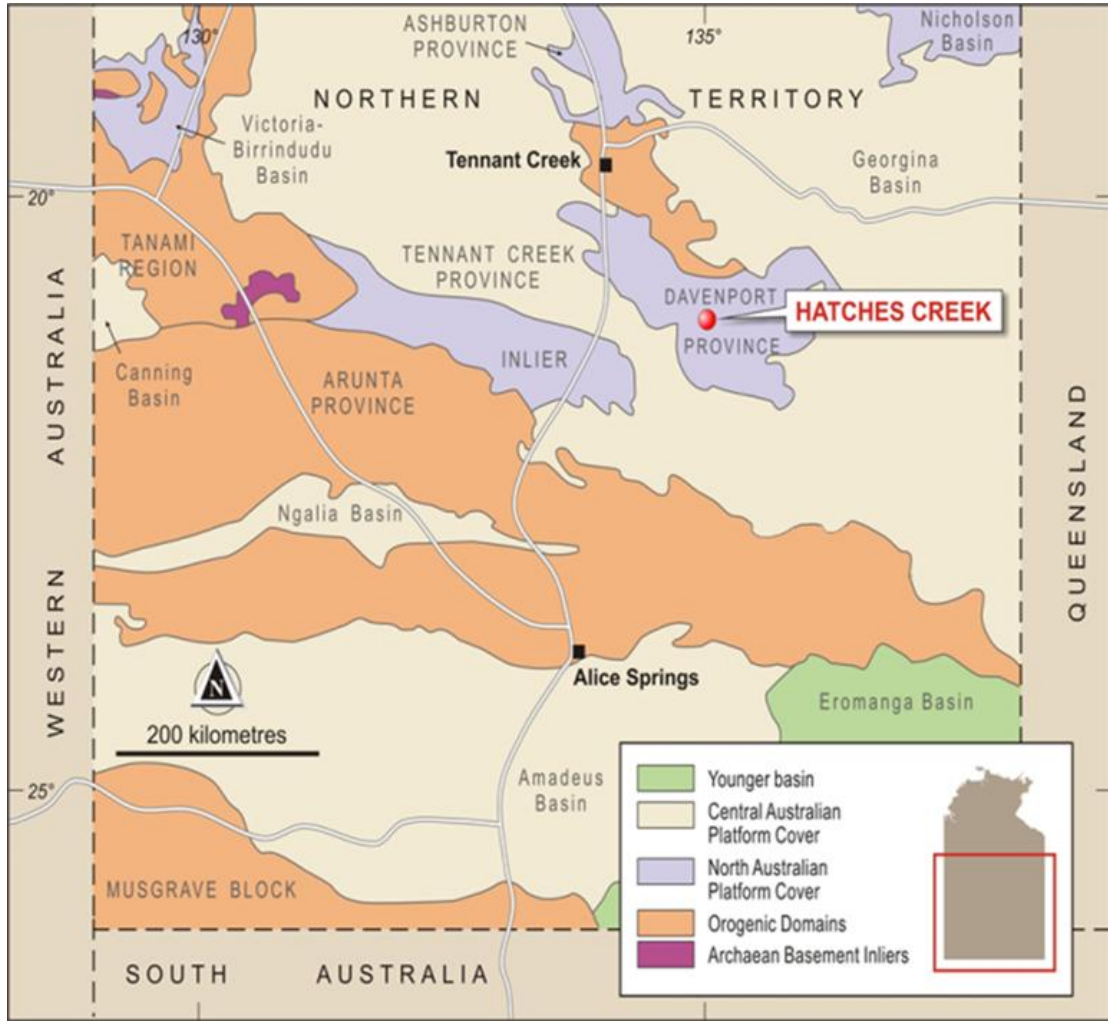 130°
ASHBURTON
PROVINCE
135°
Nicholson
Basin
NORTHERN TERRITORY
Victoria-
Birrindudu
Basin
Tennant Creek
Georgina
Basin
20°
TANAMI
REGION
TENNANT CREEK
PROVINCE
DAVENPORT
PROVINCE
HATCHES CREEK
INLIER
Canning
Basin
ARUNTA
PROVINCE
WESTERN AUSTRALIA
QUEENSLAND
Ngalia Basin
N
Alice Springs
200 kilometres
Eromanga Basin
25°
Amadeus
Basin
MUSGRAVE BLOCK
SOUTH AUSTRALIA
Younger basin
Central Australian
Platform Cover
North Australian
Platform Cover
Orogenic Domains
Archaean Basement Inliers